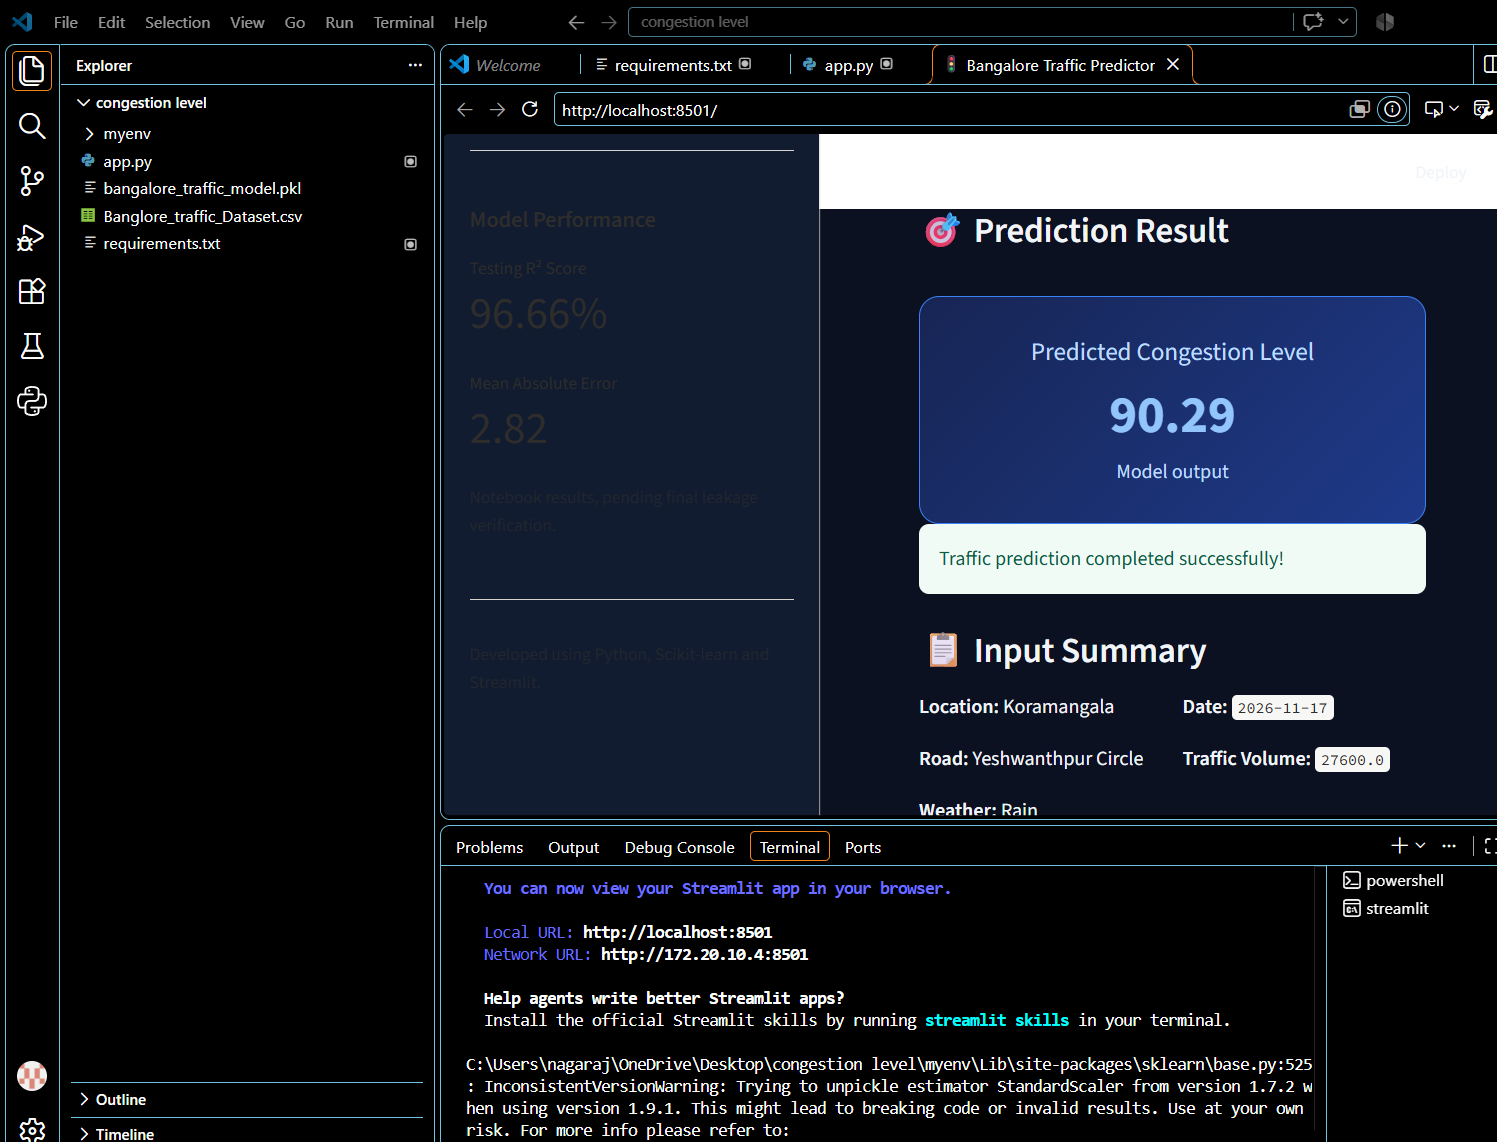 File Edit Selection View Go Run Terminal Help
congestion level
Explorer
congestion level
myenv
app.py
bangalore_traffic_model.pkl
Banglore_traffic_Dataset.csv
requirements.txt
Outline
Timeline
Welcome
requirements.txt
app.py
Bangalore Traffic Predictor
http://localhost:8501/
Model Performance
Testing R² Score
96.66%
Mean Absolute Error
2.82
Notebook results, pending final leakage
verification.
Developed using Python, Scikit-learn and
Streamlit.
Deploy
Prediction Result
Predicted Congestion Level
90.29
Model output
Traffic prediction completed successfully!
Input Summary
Location: Koramangala
Date: 2026-11-17
Road: Yeshwanthpur Circle
Traffic Volume: 27600.0
Weather: Rain
Problems Output Debug Console Terminal Ports
You can now view your Streamlit app in your browser.
Local URL: http://localhost:8501
Network URL: http://172.20.10.4:8501
Help agents write better Streamlit apps?
Install the official Streamlit skills by running streamlit skills in your terminal.
C:\Users\nagaraj\OneDrive\Desktop\congestion level\myenv\Lib\site-packages\sklearn\base.py:525
: InconsistentVersionWarning: Trying to unpickle estimator StandardScaler from version 1.7.2 w
hen using version 1.9.1. This might lead to breaking code or invalid results. Use at your own
risk. For more info please refer to:
powershell
streamlit